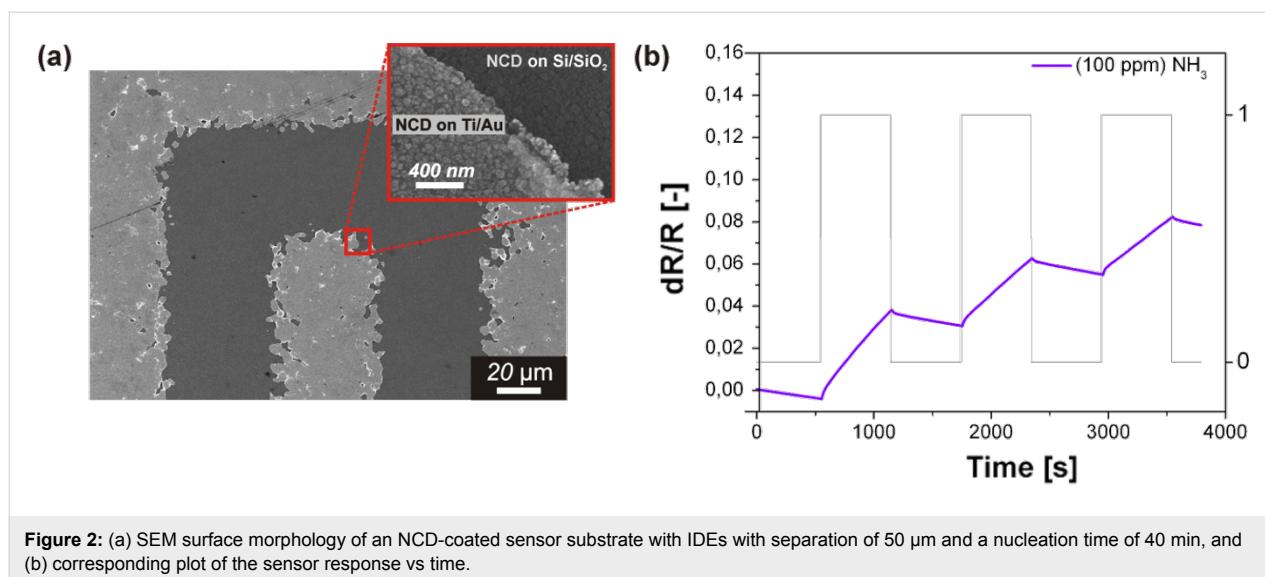 (a)
NCD on Si/SiO₂
NCD on Ti/Au
400 nm
20 µm
(b)
(100 ppm) NH₃
0,16
0,14
0,12
0,10
0,08
0,06
0,04
0,02
0,00
dR/R [-]
1
0
0 1000 2000 3000 4000
Time [s]
Figure 2: (a) SEM surface morphology of an NCD-coated sensor substrate with IDEs with separation of 50 µm and a nucleation time of 40 min, and
(b) corresponding plot of the sensor response vs time.